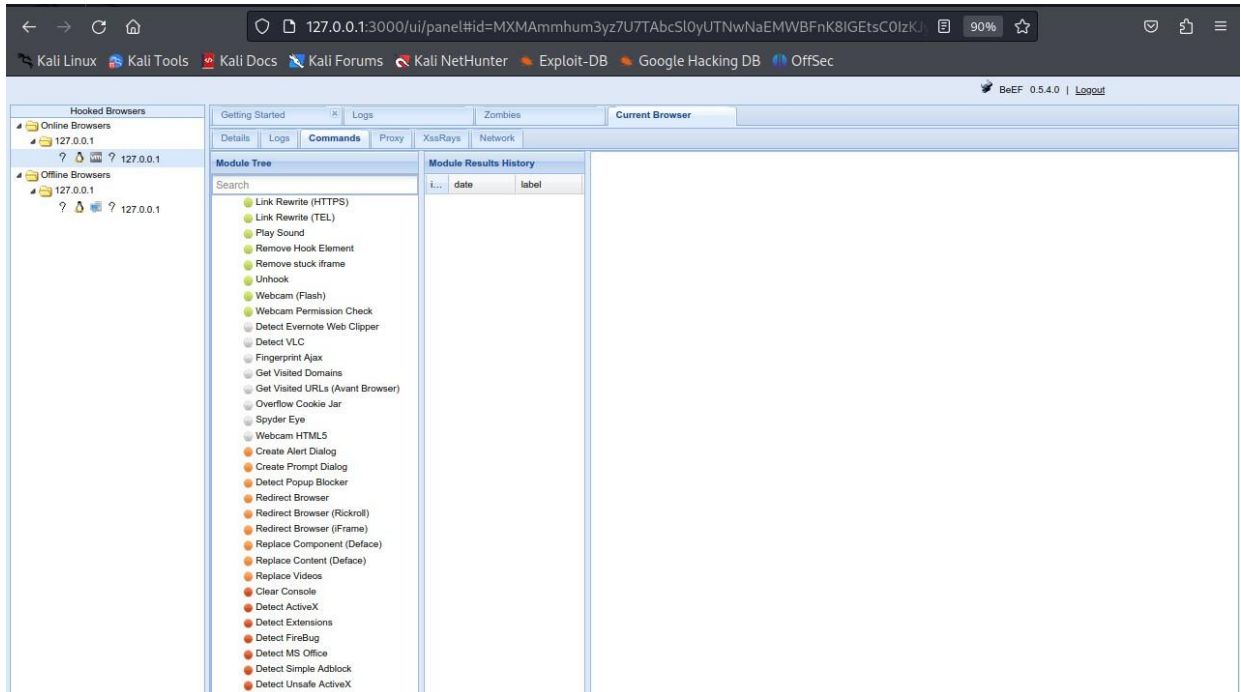 127.0.0.1:3000/ui/panel#id=MXMAmmhum3yz7U7TAbcSl0yUTNwNaEMWBFnK8IGEtsC0IzKJ
90%
Kali Linux Kali Tools Kali Docs Kali Forums Kali NetHunter Exploit-DB Google Hacking DB OffSec
BeEF 0.5.4.0 | Logout
Hooked Browsers
Online Browsers
127.0.0.1
? ? 127.0.0.1
Offline Browsers
127.0.0.1
? ? 127.0.0.1
Getting Started Logs Zombies Current Browser
Details Logs Commands Proxy XssRays Network
Module Tree
Search
Link Rewrite (HTTPS)
Link Rewrite (TEL)
Play Sound
Remove Hook Element
Remove stuck iframe
Unhook
Webcam (Flash)
Webcam Permission Check
Detect Evernote Web Clipper
Detect VLC
Fingerprint Ajax
Get Visited Domains
Get Visited URLs (Avant Browser)
Overflow Cookie Jar
Spyder Eye
Webcam HTML5
Create Alert Dialog
Create Prompt Dialog
Detect Popup Blocker
Redirect Browser
Redirect Browser (Rickroll)
Redirect Browser (iFrame)
Replace Component (Deface)
Replace Content (Deface)
Replace Videos
Clear Console
Detect ActiveX
Detect Extensions
Detect FireBug
Detect MS Office
Detect Simple Adblock
Detect Unsafe ActiveX
Module Results History
i... date label